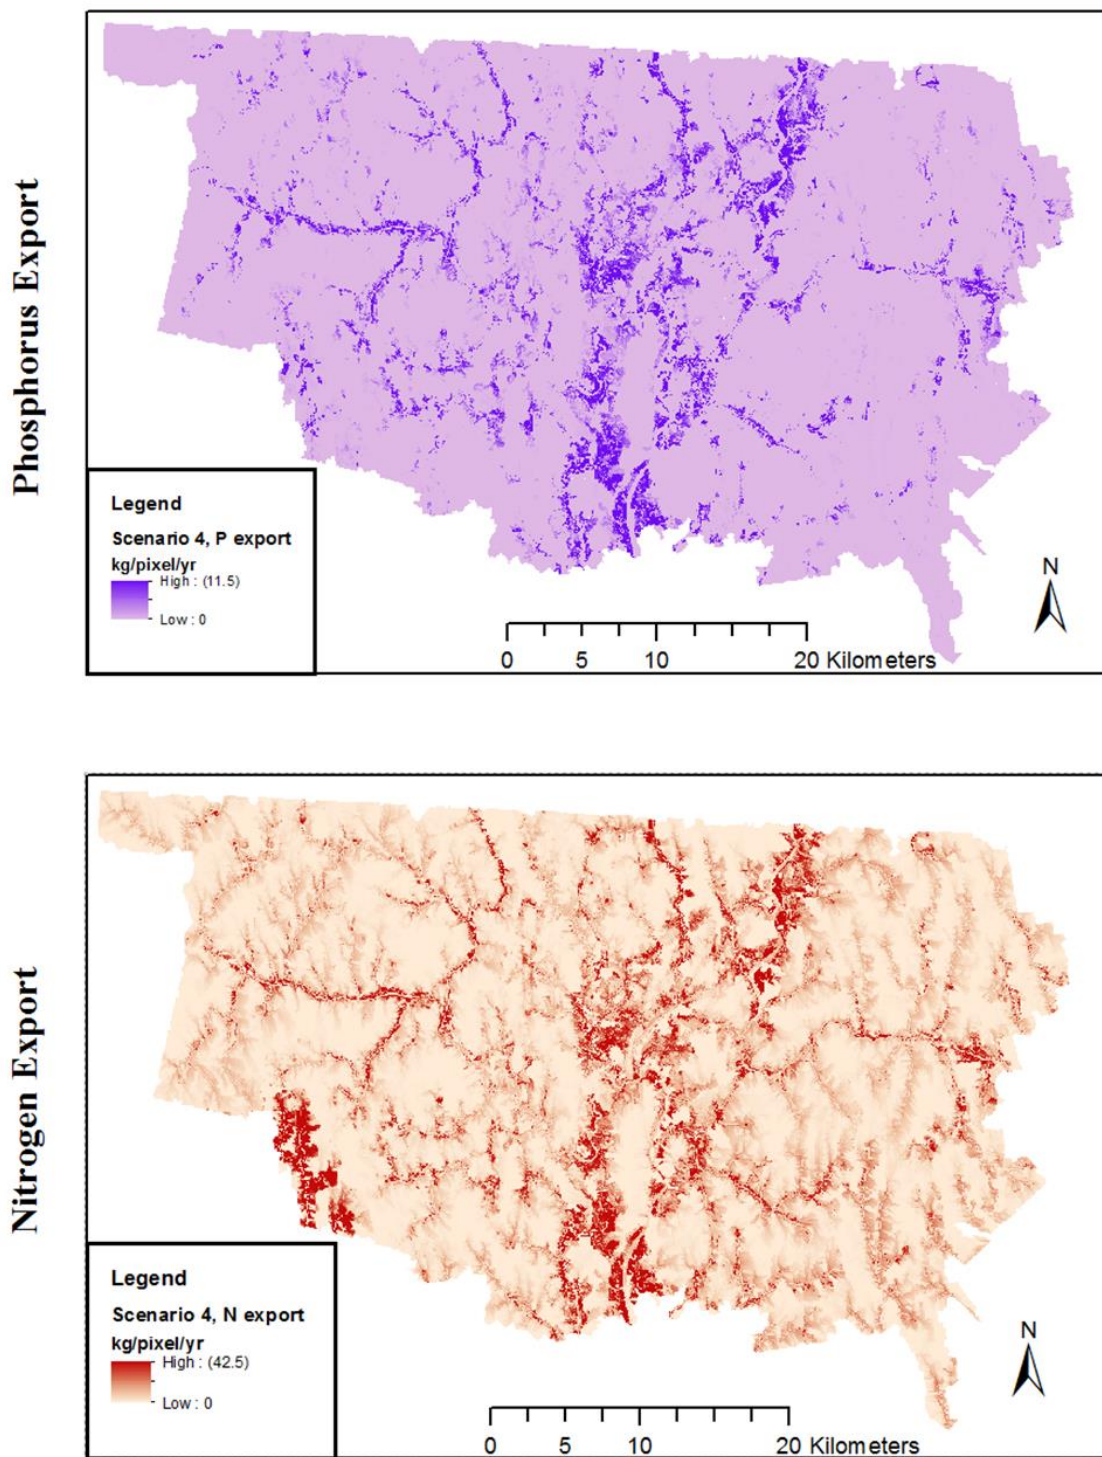 Phosphorus Export
Legend
Scenario 4, P export
kg/pixel/yr
High : (11.5)
Low : 0
N
0 5 10 20 Kilometers
Nitrogen Export
Legend
Scenario 4, N export
kg/pixel/yr
High : (42.5)
Low : 0
N
0 5 10 20 Kilometers